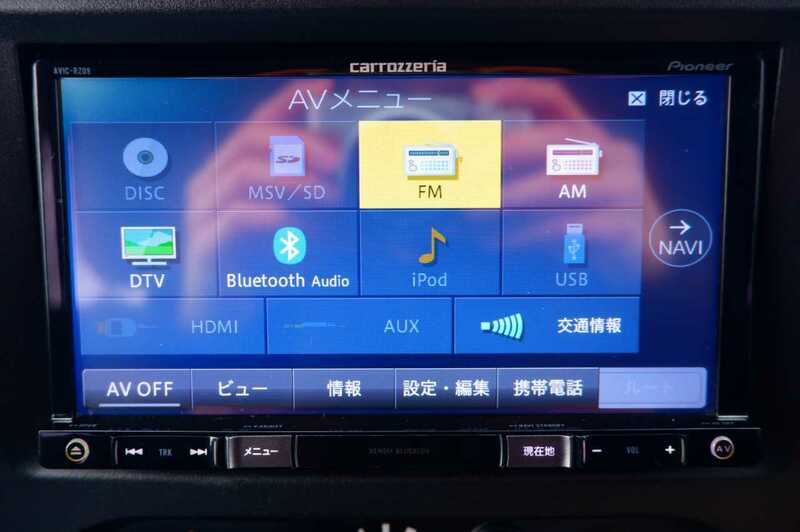 AVIC-RZ09
carrozzeria
Pioneer
AVメニュー
閉じる
DISC
MSV/SD
FM
AM
DTV
Bluetooth Audio
iPod
USB
NAVI
HDMI
AUX
交通情報
AV OFF
ビュー
情報
設定・編集
携帯電話
ルート
TRK
メニュー
現在地
VOL
AV